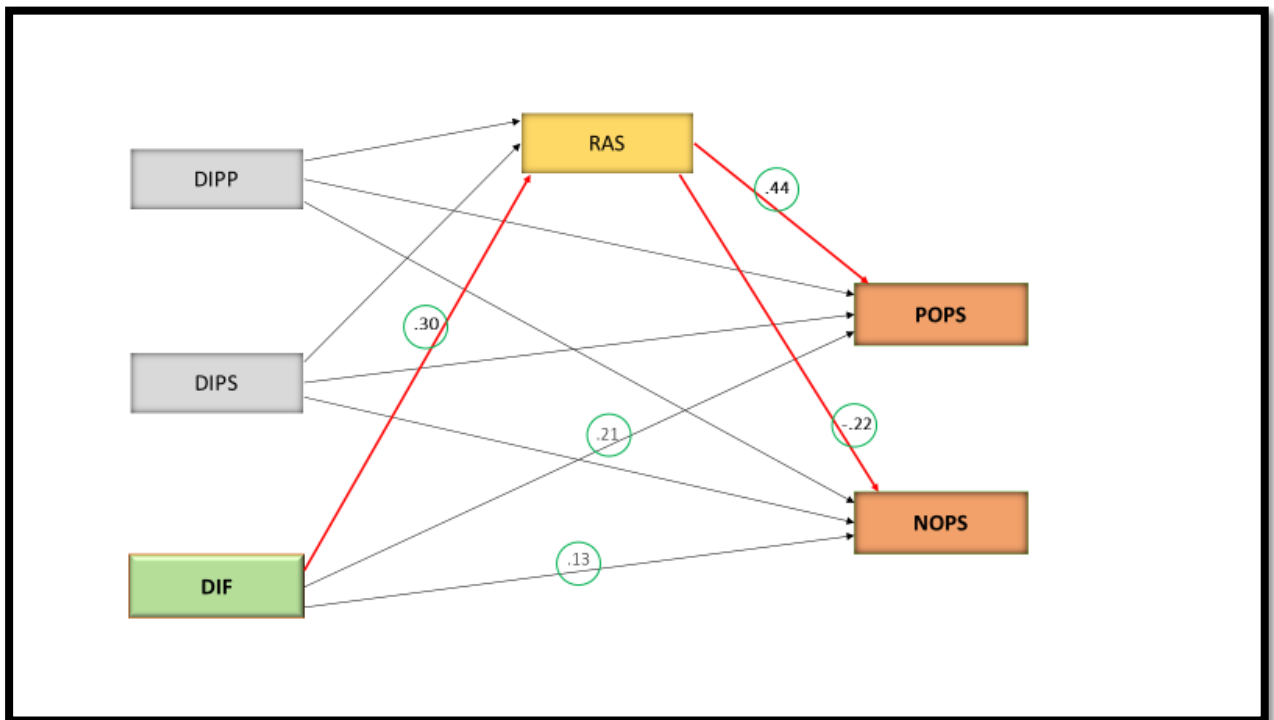 RAS
DIPP
.44
POPS
.30
DIPS
-.22
.21
NOPS
.13
DIF